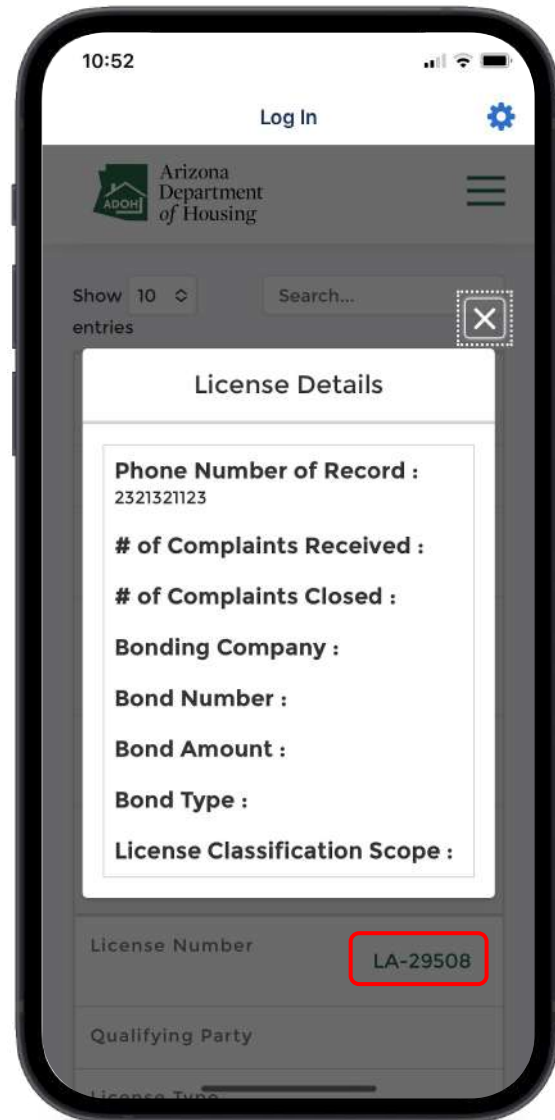 10:52
Log In
ADOH
Arizona
Department
of Housing
Show 10
entries
Search...
License Details
Phone Number of Record :
2321321123
# of Complaints Received :
# of Complaints Closed :
Bonding Company :
Bond Number :
Bond Amount :
Bond Type :
License Classification Scope :
License Number
LA-29508
Qualifying Party
License Type